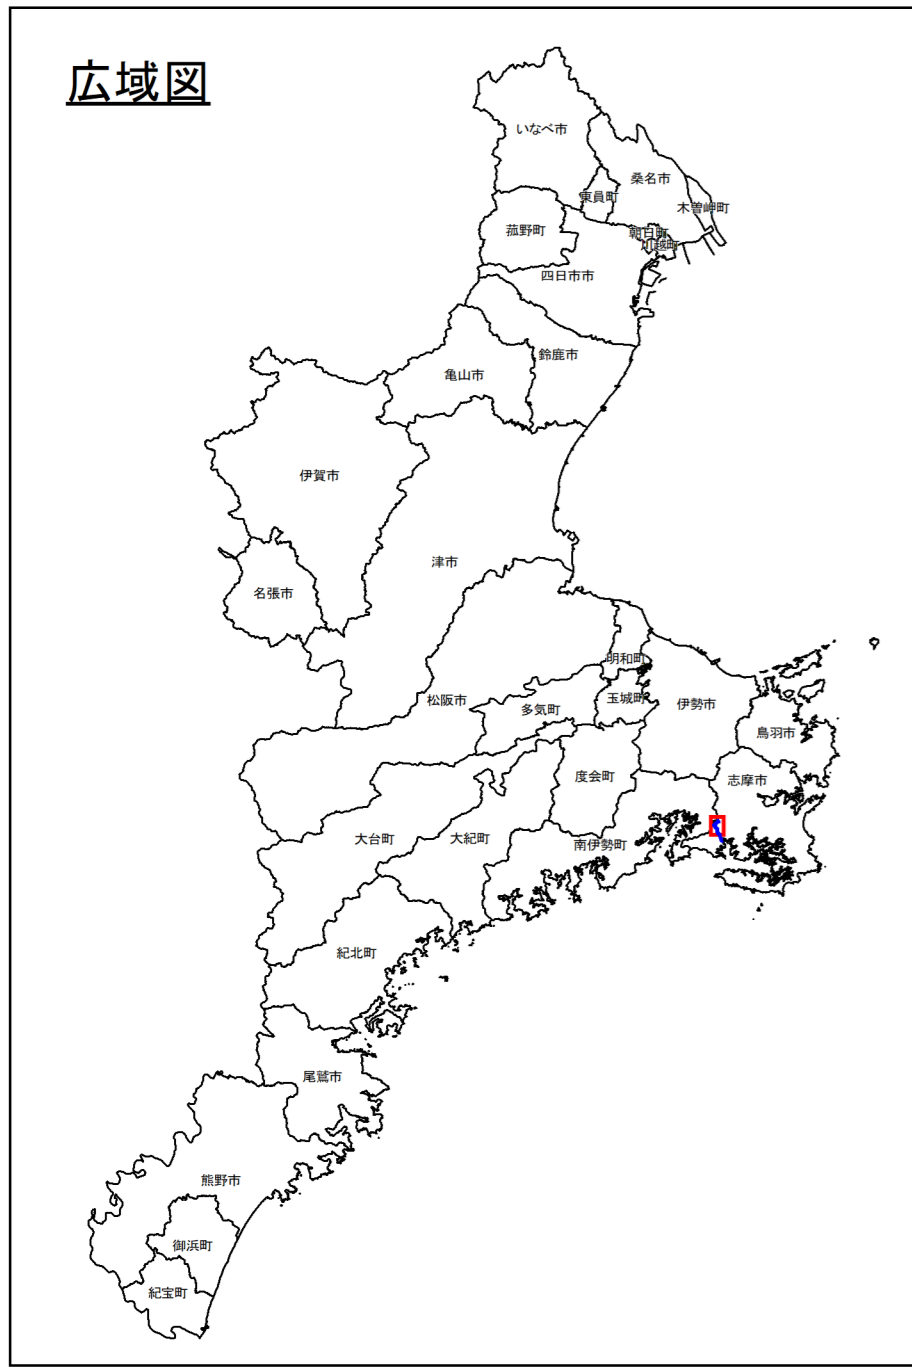 広域図
いなべ市
桑名市
東員町
木曽岬町
菰野町
朝日町
川越町
四日市市
鈴鹿市
亀山市
伊賀市
津市
名張市
明和町
松阪市
多気町
玉城町
伊勢市
鳥羽市
度会町
志摩市
大台町
大紀町
南伊勢町
紀北町
尾鷲市
熊野市
御浜町
紀宝町